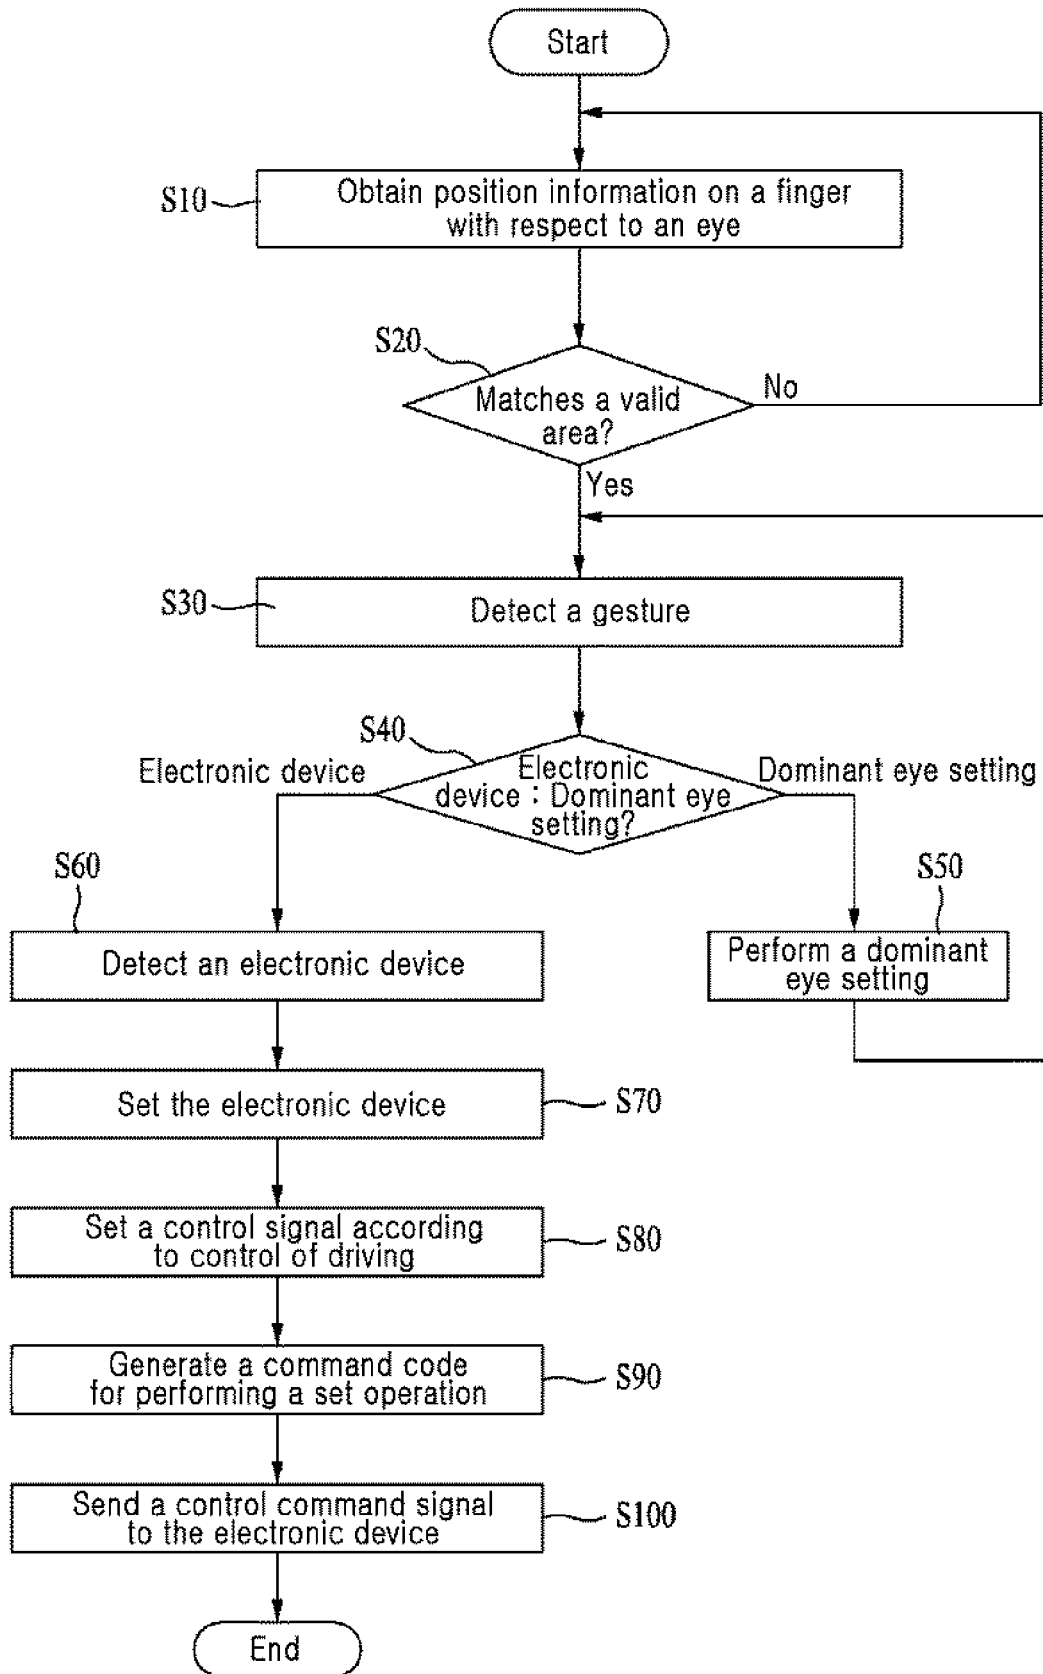 Start
S10
Obtain position information on a finger
with respect to an eye
S20
Matches a valid
area?
No
Yes
S30
Detect a gesture
S40
Electronic device
Electronic
device : Dominant eye
setting?
Dominant eye setting
S60
Detect an electronic device
S50
Perform a dominant
eye setting
Set the electronic device
S70
Set a control signal according
to control of driving
S80
Generate a command code
for performing a set operation
S90
Send a control command signal
to the electronic device
S100
End